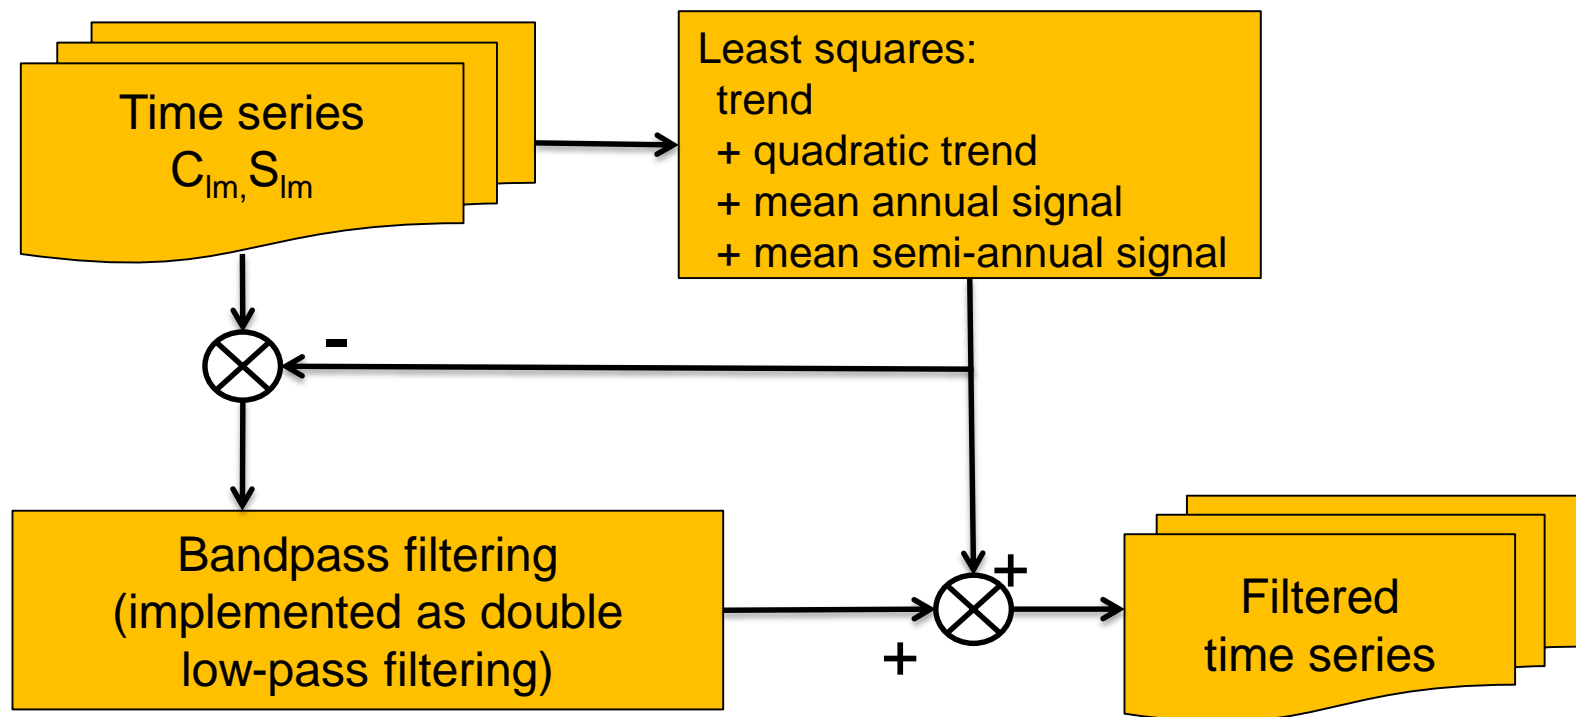 Time series
Clm,Slm
Least squares:
trend
+ quadratic trend
+ mean annual signal
+ mean semi-annual signal
-
Bandpass filtering
(implemented as double
low-pass filtering)
+
+
Filtered
time series